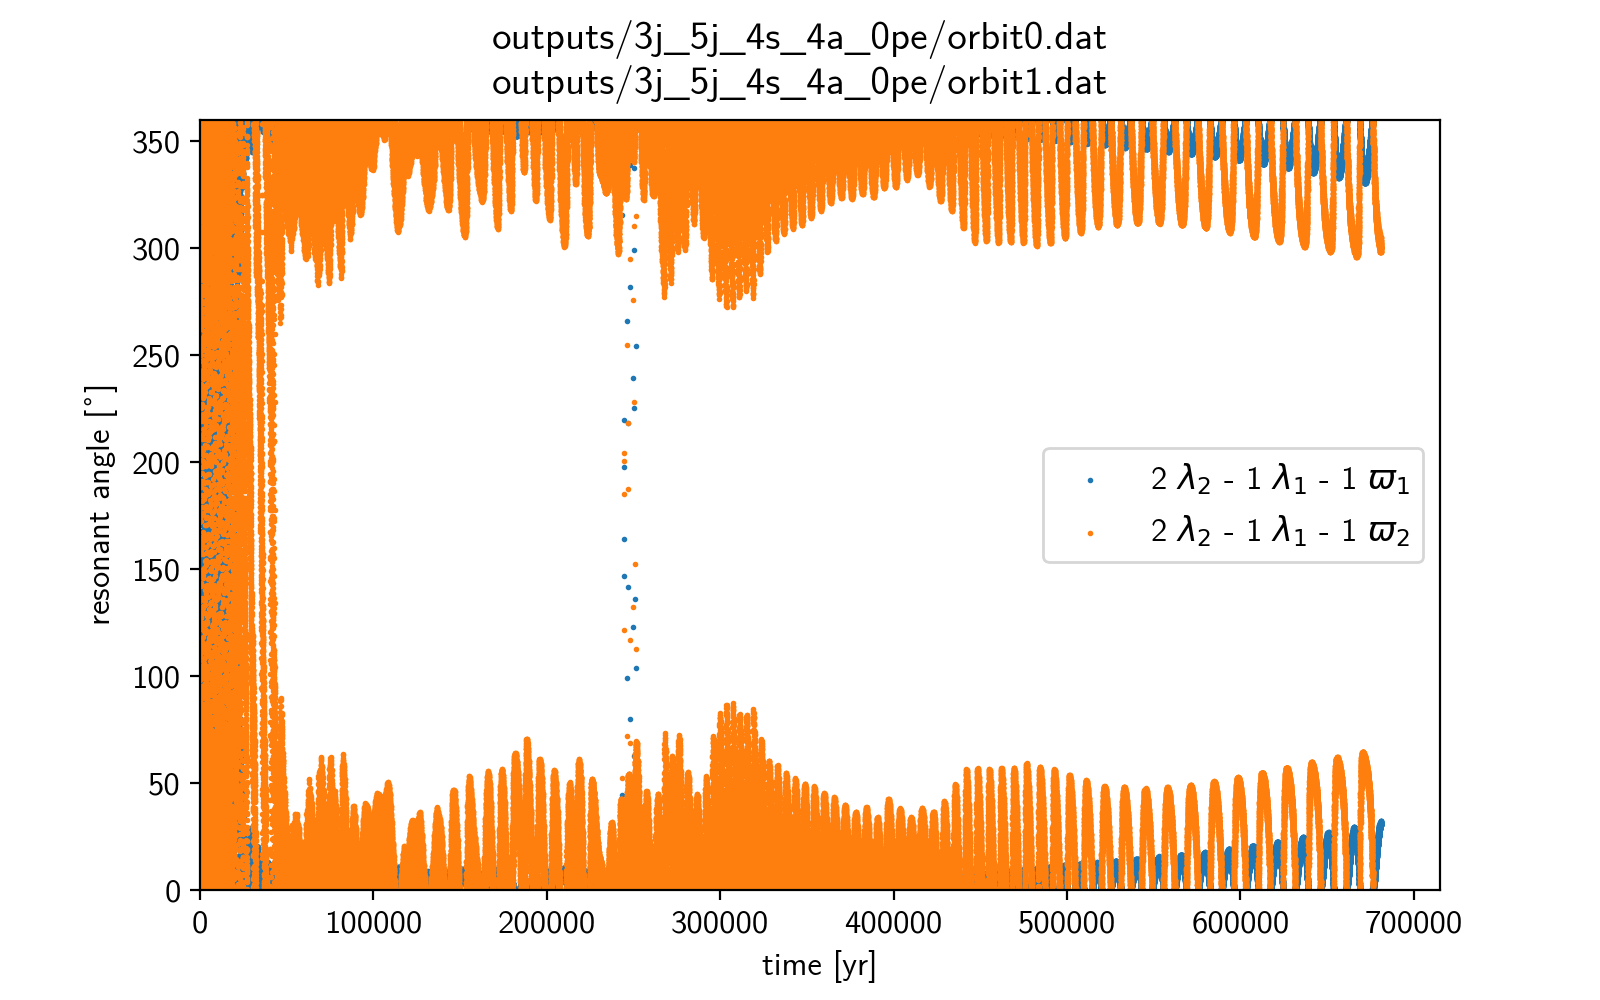 outputs/3j_5j_4s_4a_0pe/orbit0.dat
outputs/3j_5j_4s_4a_0pe/orbit1.dat
350
300
250
200
150
100
50
0
resonant angle [°]
2 λ₂ - 1 λ₁ - 1 ϖ₁
2 λ₂ - 1 λ₁ - 1 ϖ₂
0 100000 200000 300000 400000 500000 600000 700000
time [yr]